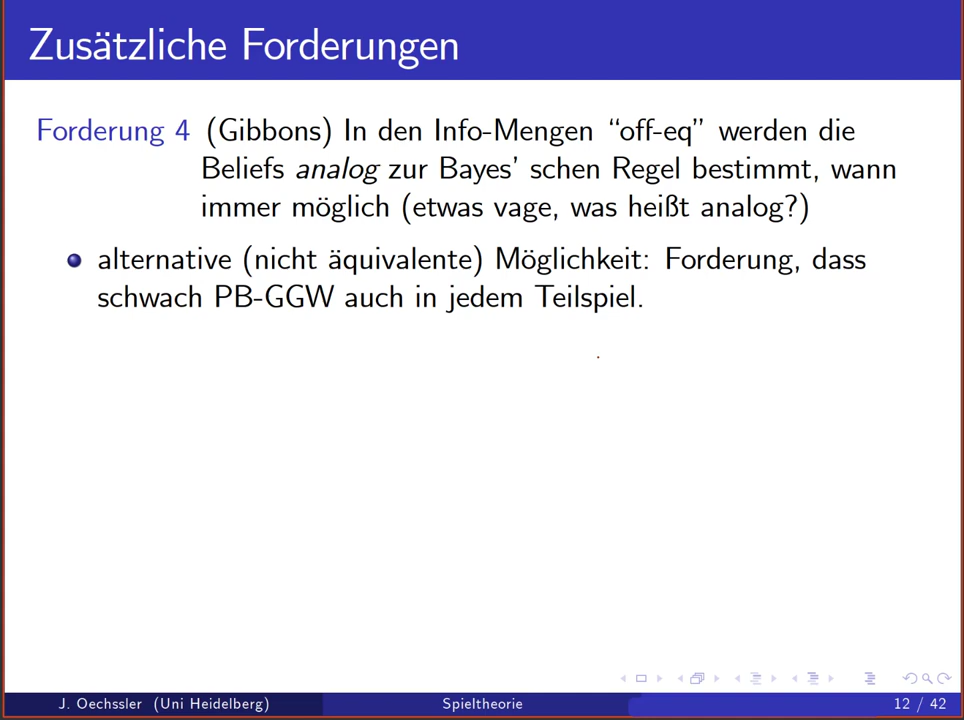 Zusätzliche Forderungen
Forderung 4 (Gibbons) In den Info-Mengen “off-eq” werden die
Beliefs analog zur Bayes’ schen Regel bestimmt, wann
immer möglich (etwas vage, was heißt analog?)
alternative (nicht äquivalente) Möglichkeit: Forderung, dass
schwach PB-GGW auch in jedem Teilspiel.
J. Oechssler (Uni Heidelberg) Spieltheorie 12 / 42